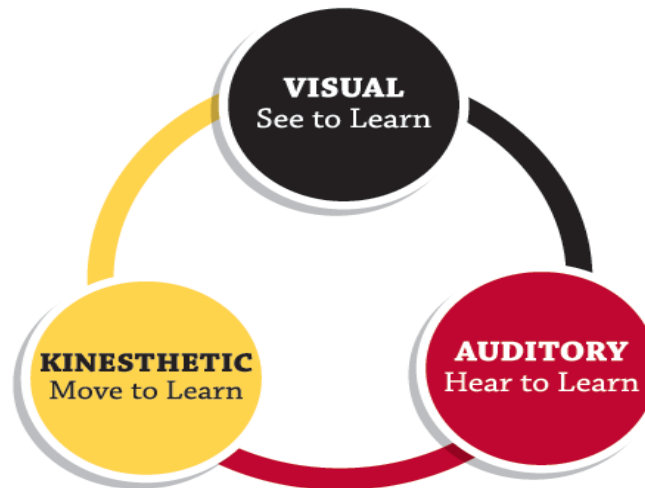 VISUAL
See to Learn
KINESTHETIC
Move to Learn
AUDITORY
Hear to Learn